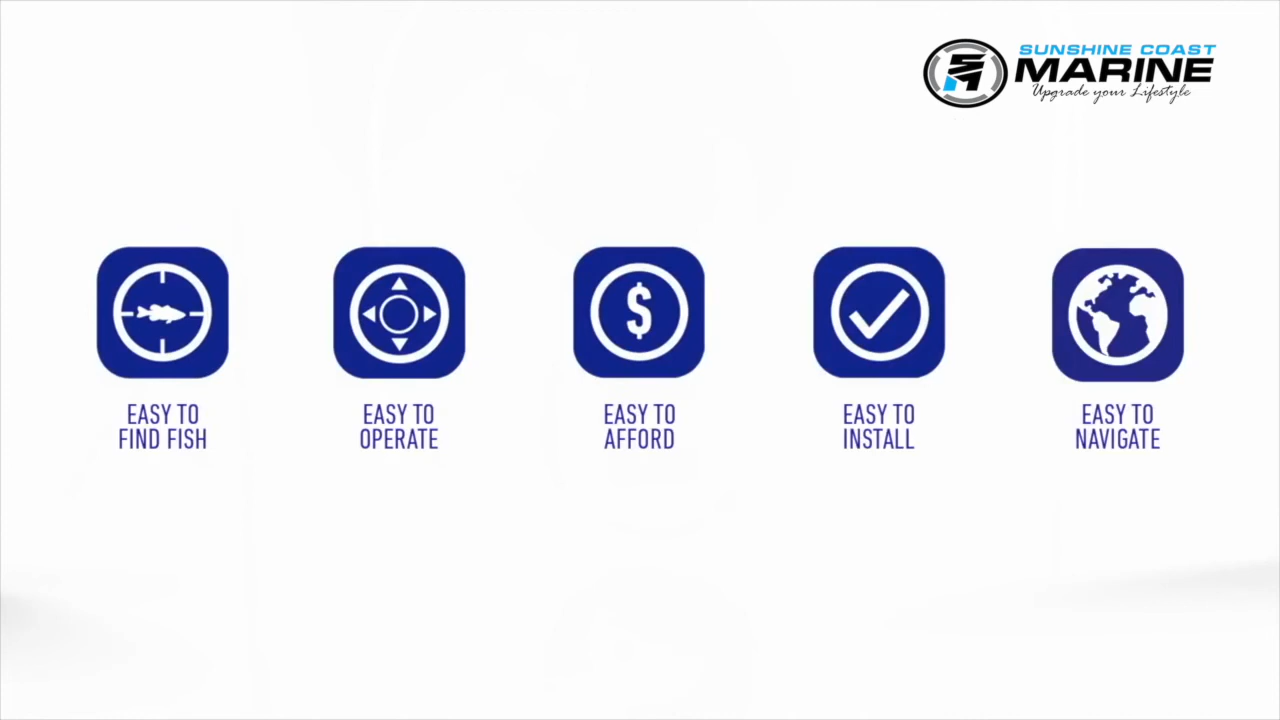 SUNSHINE COAST
MARINE
Upgrade your Lifestyle
EASY TO
FIND FISH
EASY TO
OPERATE
$
EASY TO
AFFORD
EASY TO
INSTALL
EASY TO
NAVIGATE